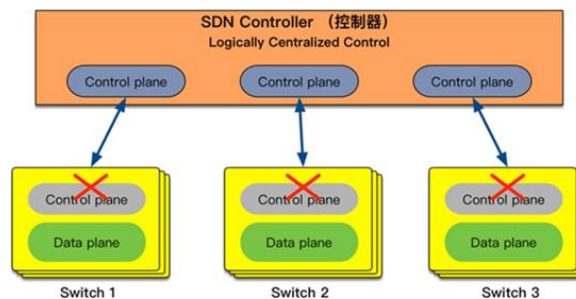 SDN Controller （控制器）
Logically Centralized Control
Control plane Control plane Control plane
Control plane Control plane Control plane
Data plane Data plane Data plane
Switch 1 Switch 2 Switch 3